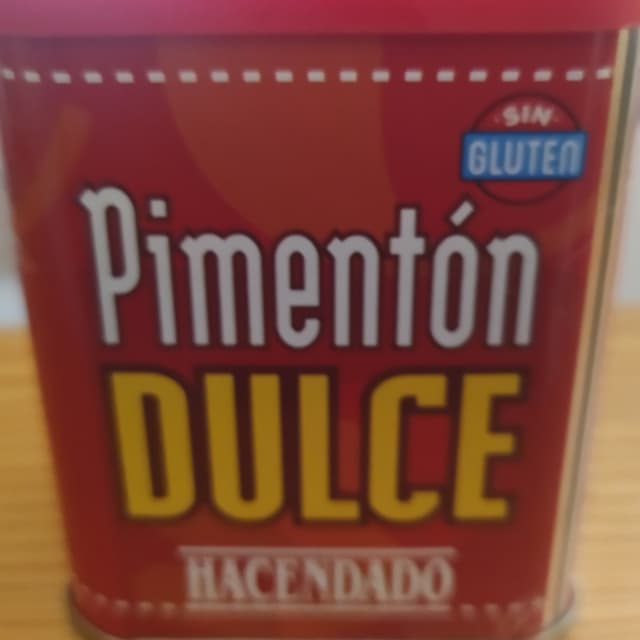 SIN
GLUTEN
Pimentón
DULCE
HACENDADO